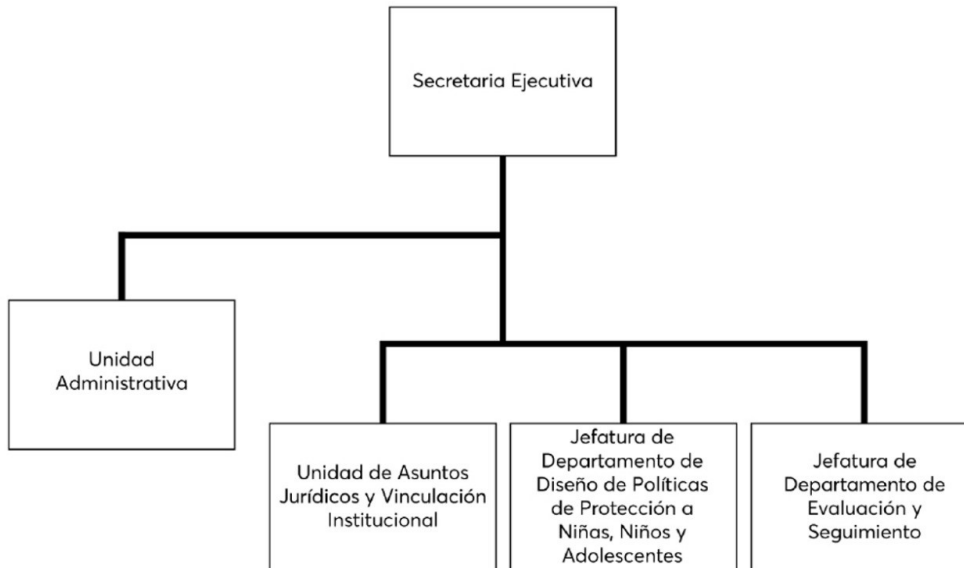 Secretaria Ejecutiva
Unidad
Administrativa
Unidad de Asuntos
Jurídicos y Vinculación
Institucional
Jefatura de
Departamento de
Diseño de Políticas
de Protección a
Niñas, Niños y
Adolescentes
Jefatura de
Departamento de
Evaluación y
Seguimiento